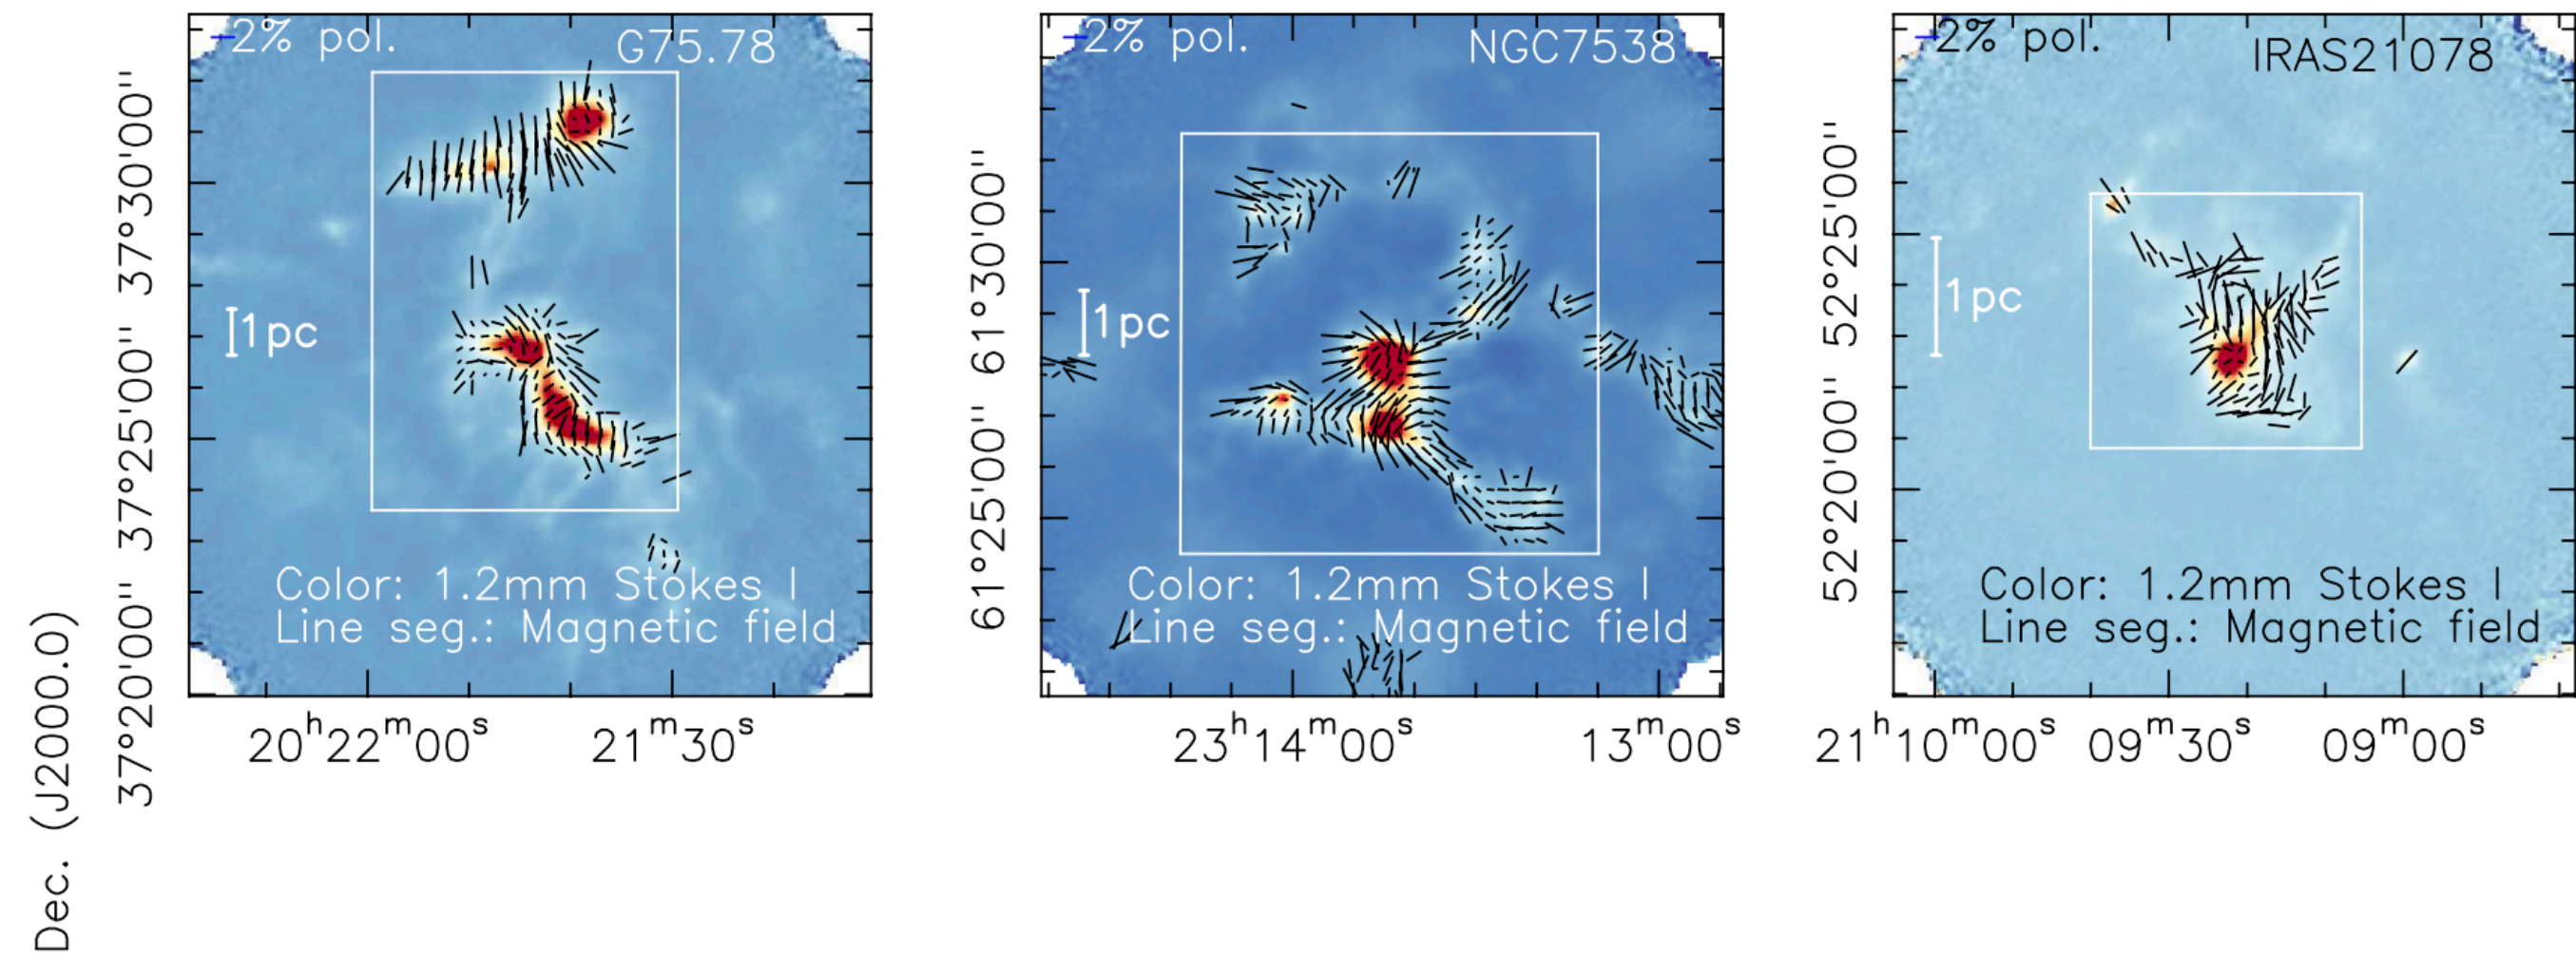 2% pol.
G75.78
1pc
Color: 1.2mm Stokes I
Line seg.: Magnetic field
37°30'00"
37°25'00"
37°20'00"
20ʰ22ᵐ00ˢ
21ᵐ30ˢ
Dec. (J2000.0)
2% pol.
NGC7538
1pc
Color: 1.2mm Stokes I
Line seg.: Magnetic field
61°30'00"
61°25'00"
23ʰ14ᵐ00ˢ
13ᵐ00ˢ
2% pol.
IRAS21078
1pc
Color: 1.2mm Stokes I
Line seg.: Magnetic field
52°25'00"
52°20'00"
21ʰ10ᵐ00ˢ
09ᵐ30ˢ
09ᵐ00ˢ